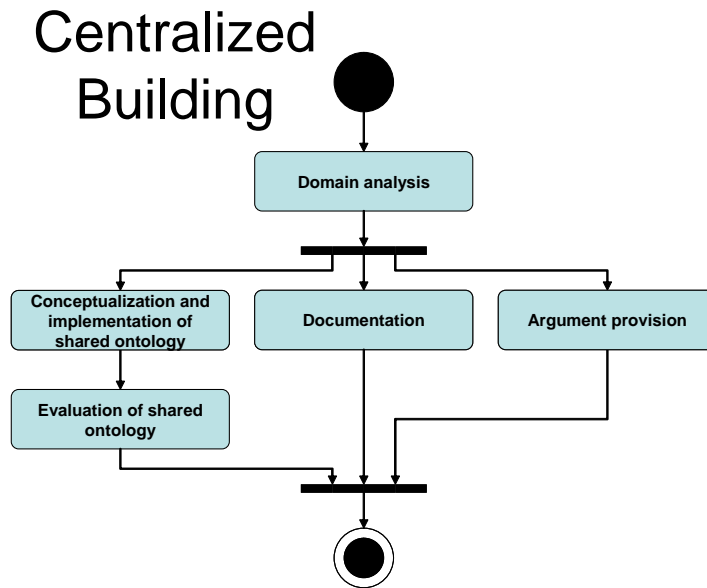 Centralized
Building
Domain analysis
Conceptualization and
implementation of
shared ontology
Documentation
Argument provision
Evaluation of shared
ontology